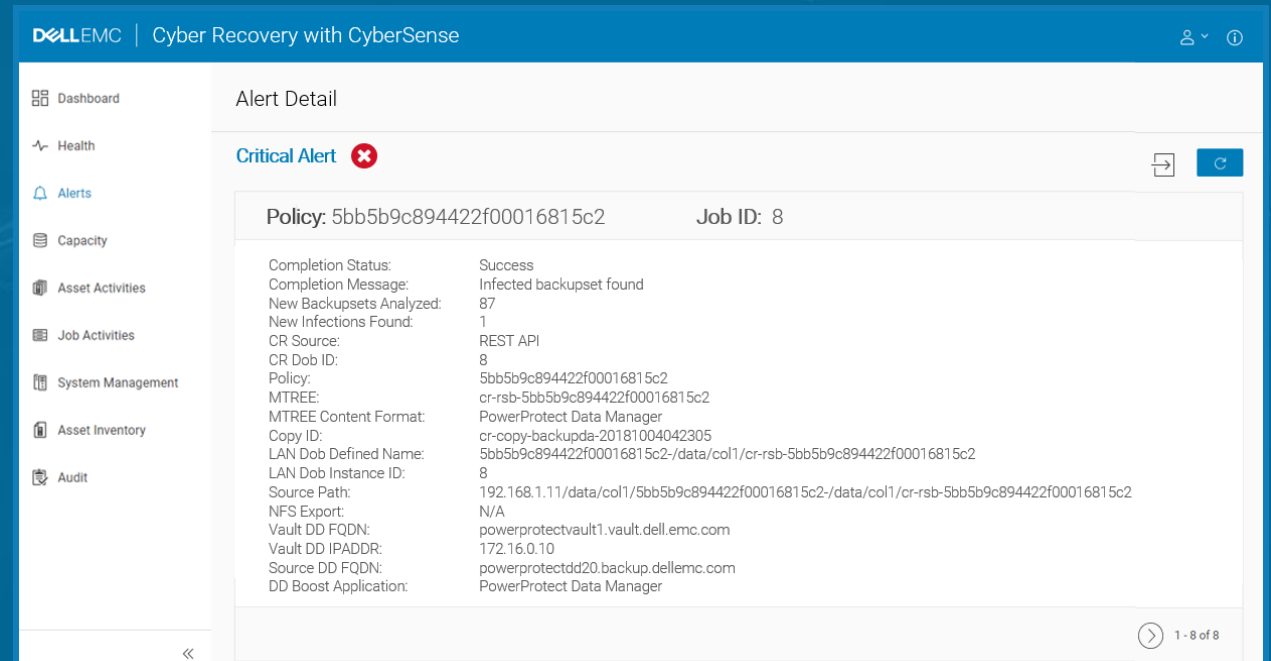 DELLEMC | Cyber Recovery with CyberSense
Dashboard
Health
Alerts
Capacity
Asset Activities
Job Activities
System Management
Asset Inventory
Audit
Alert Detail
Critical Alert
Policy: 5bb5b9c894422f00016815c2 Job ID: 8
Completion Status: Success
Completion Message: Infected backupset found
New Backupsets Analyzed: 87
New Infections Found: 1
CR Source: REST API
CR Dob ID: 8
Policy: 5bb5b9c894422f00016815c2
MTREE: cr-rsb-5bb5b9c894422f00016815c2
MTREE Content Format: PowerProtect Data Manager
Copy ID: cr-copy-backupda-20181004042305
LAN Dob Defined Name: 5bb5b9c894422f00016815c2-/data/col1/cr-rsb-5bb5b9c894422f00016815c2
LAN Dob Instance ID: 8
Source Path: 192.168.1.11/data/col1/5bb5b9c894422f00016815c2-/data/col1/cr-rsb-5bb5b9c894422f00016815c2
NFS Export: N/A
Vault DD FQDN: powerprotectvault1.vault.dell.emc.com
Vault DD IPADDR: 172.16.0.10
Source DD FQDN: powerprotectdd20.backup.dellemc.com
DD Boost Application: PowerProtect Data Manager
1 - 8 of 8